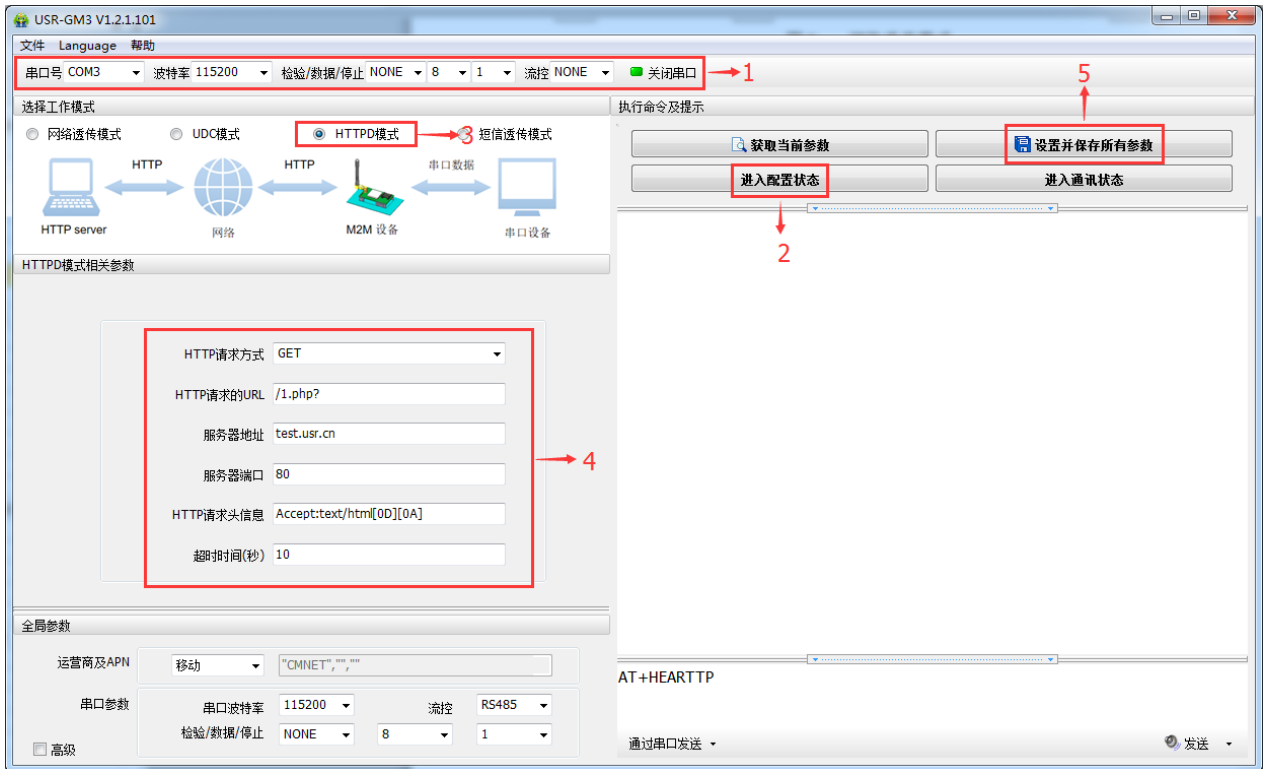 USR-GM3 V1.2.1.101
文件 Language 帮助
串口号 COM3 波特率 115200 检验/数据/停止 NONE 8 1 流控 NONE 关闭串口 1
5
选择工作模式
执行命令及提示
网络透传模式 UDC模式 HTTPD模式 3 短信透传模式
获取当前参数 设置并保存所有参数
HTTP HTTP 串口数据
进入配置状态 进入通讯状态
HTTP server 网络 M2M 设备 串口设备
2
HTTPD模式相关参数
HTTP请求方式 GET
HTTP请求的URL /1.php?
服务器地址 test.usr.cn
4
服务器端口 80
HTTP请求头信息 Accept:text/html[0D][0A]
超时时间(秒) 10
全局参数
运营商及APN 移动 "CMNET","",""
AT+HEARTTP
串口参数 串口波特率 115200 流控 RS485
检验/数据/停止 NONE 8 1
高级
通过串口发送 发送